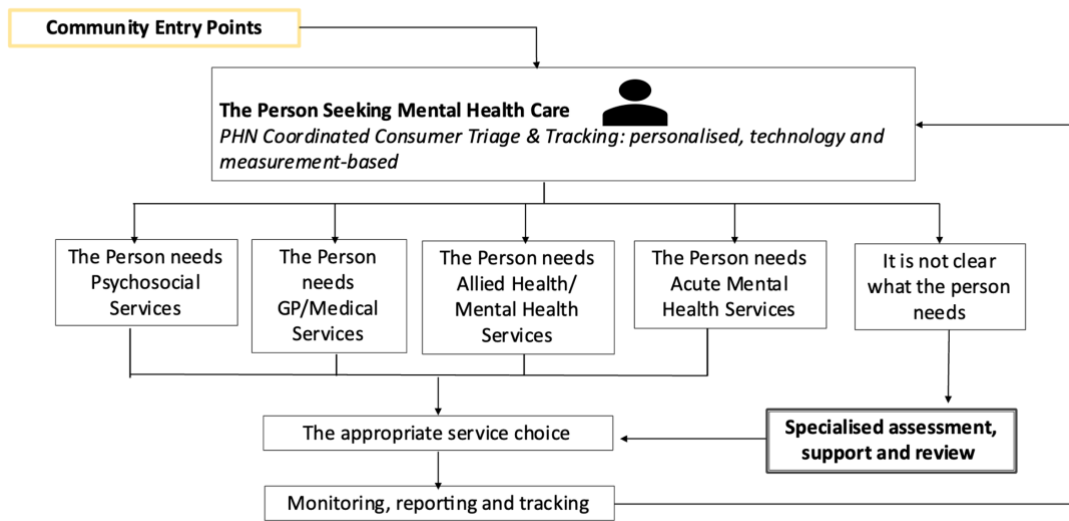 Community Entry Points
The Person Seeking Mental Health Care
PHN Coordinated Consumer Triage & Tracking: personalised, technology and
measurement-based
The Person needs
Psychosocial
Services
The Person
needs
GP/Medical
Services
The Person needs
Allied Health/
Mental Health
Services
The Person needs
Acute Mental
Health Services
It is not clear
what the person
needs
The appropriate service choice
Specialised assessment,
support and review
Monitoring, reporting and tracking